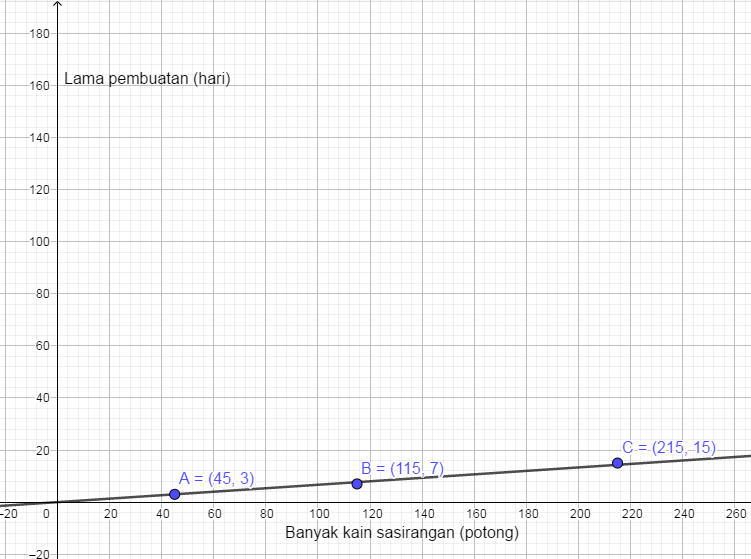 180
Lama pembuatan (hari)
160
140
120
100
80
60
40
20
C = (215, 15)
B = (115, 7)
A = (45, 3)
−20 0 20 40 60 80 100 120 140 160 180 200 220 240 260
Banyak kain sasirangan (potong)
−20